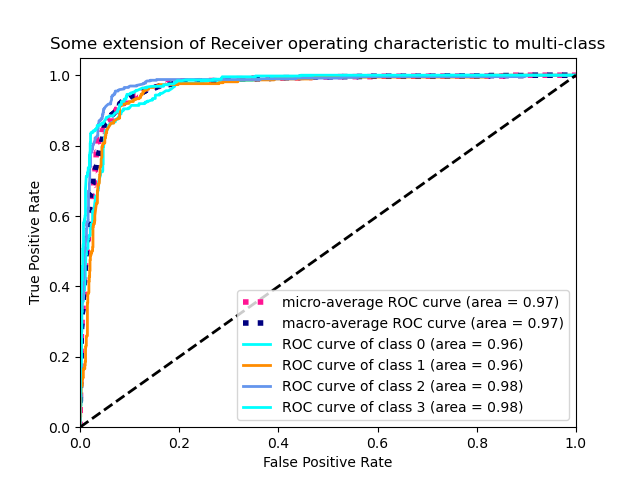 Some extension of Receiver operating characteristic to multi-class
1.0
0.8
0.6
0.4
0.2
0.0
True Positive Rate
micro-average ROC curve (area = 0.97)
macro-average ROC curve (area = 0.97)
ROC curve of class 0 (area = 0.96)
ROC curve of class 1 (area = 0.96)
ROC curve of class 2 (area = 0.98)
ROC curve of class 3 (area = 0.98)
0.0 0.2 0.4 0.6 0.8 1.0
False Positive Rate